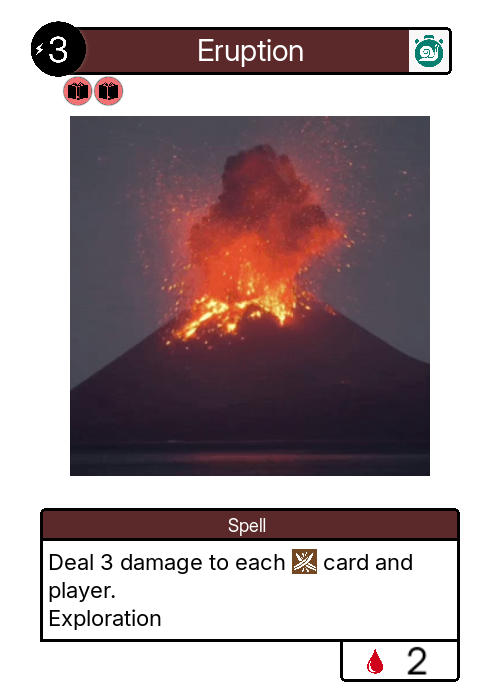 3
Eruption
Spell
Deal 3 damage to each card and
player.
Exploration
2